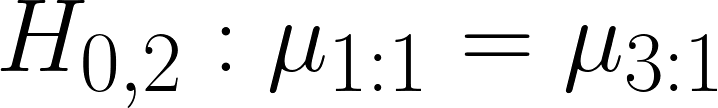 H_{0,2} : μ_{1:1} = μ_{3:1}